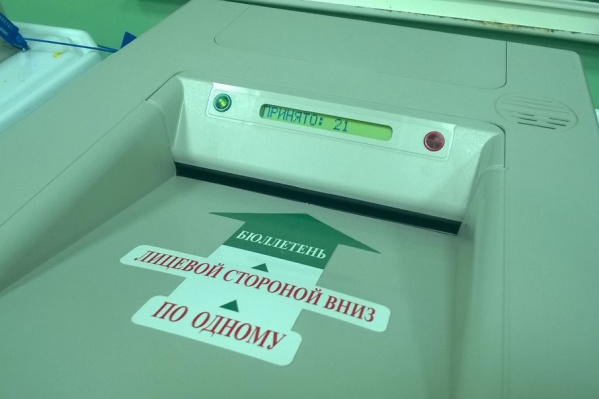 ПРИНЯТО: 21
БЮЛЛЕТЕНЬ
ЛИЦЕВОЙ СТОРОНОЙ ВНИЗ
ПО ОДНОМУ